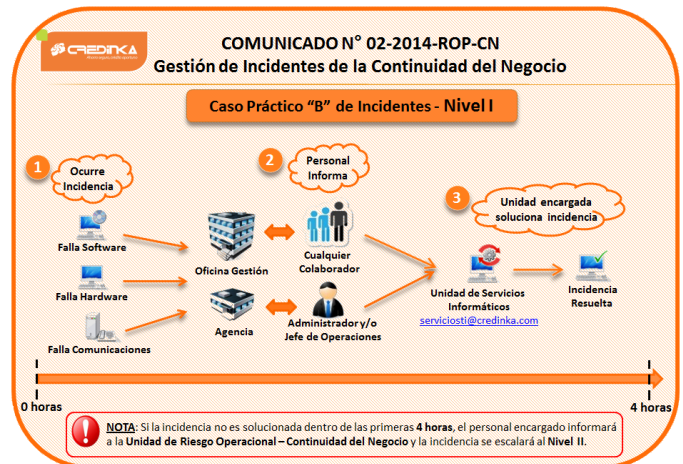 CREDINKA
COMUNICADO N° 02-2014-ROP-CN
Gestión de Incidentes de la Continuidad del Negocio
Caso Práctico “B” de Incidentes - Nivel I
1
Ocurre
Incidencia
2
Personal
Informa
3
Unidad encargada
soluciona incidencia
Falla Software
Falla Hardware
Falla Comunicaciones
Oficina Gestión
Agencia
Cualquier
Colaborador
Administrador y/o
Jefe de Operaciones
Unidad de Servicios
Informáticos
serviciosti@credinka.com
Incidencia
Resuelta
0 horas
4 horas
NOTA: Si la incidencia no es solucionada dentro de las primeras 4 horas, el personal encargado informará
a la Unidad de Riesgo Operacional – Continuidad del Negocio y la incidencia se escalará al Nivel II.